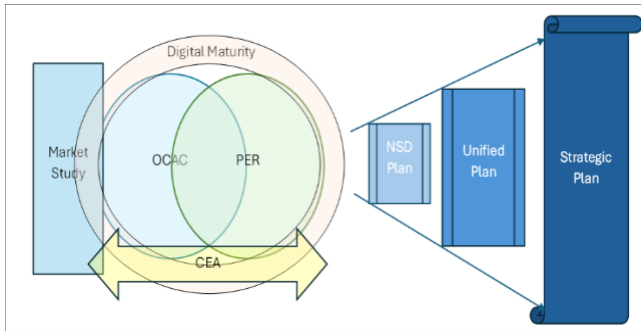 Digital Maturity
Market
Study
OCAC
PER
CEA
NSD
Plan
Unified
Plan
Strategic
Plan